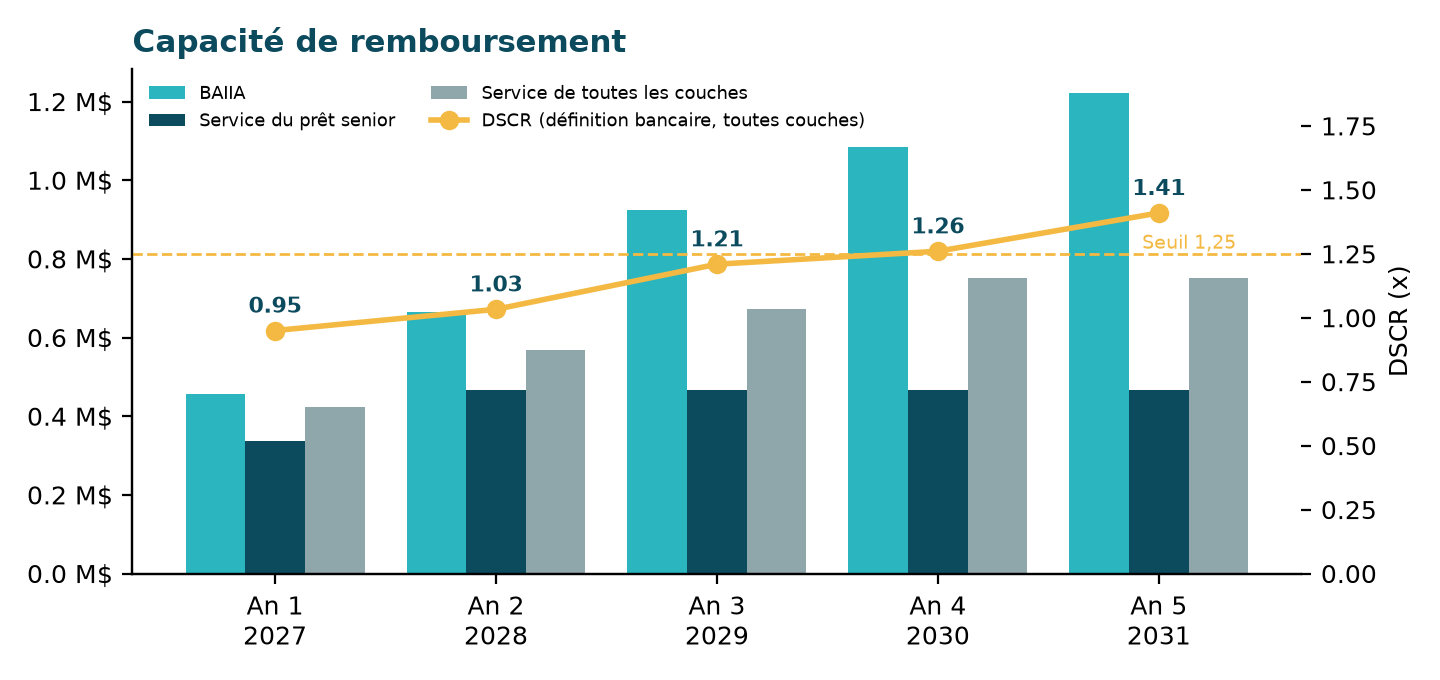 Capacité de remboursement
BAIIA
Service du prêt senior
Service de toutes les couches
DSCR (définition bancaire, toutes couches)
1.2 M$
1.0 M$
0.8 M$
0.6 M$
0.4 M$
0.2 M$
0.0 M$
0.95
1.03
1.21
1.26
1.41
Seuil 1,25
1.75
1.50
1.25
1.00
0.75
0.50
0.25
0.00
DSCR (x)
An 1
2027
An 2
2028
An 3
2029
An 4
2030
An 5
2031